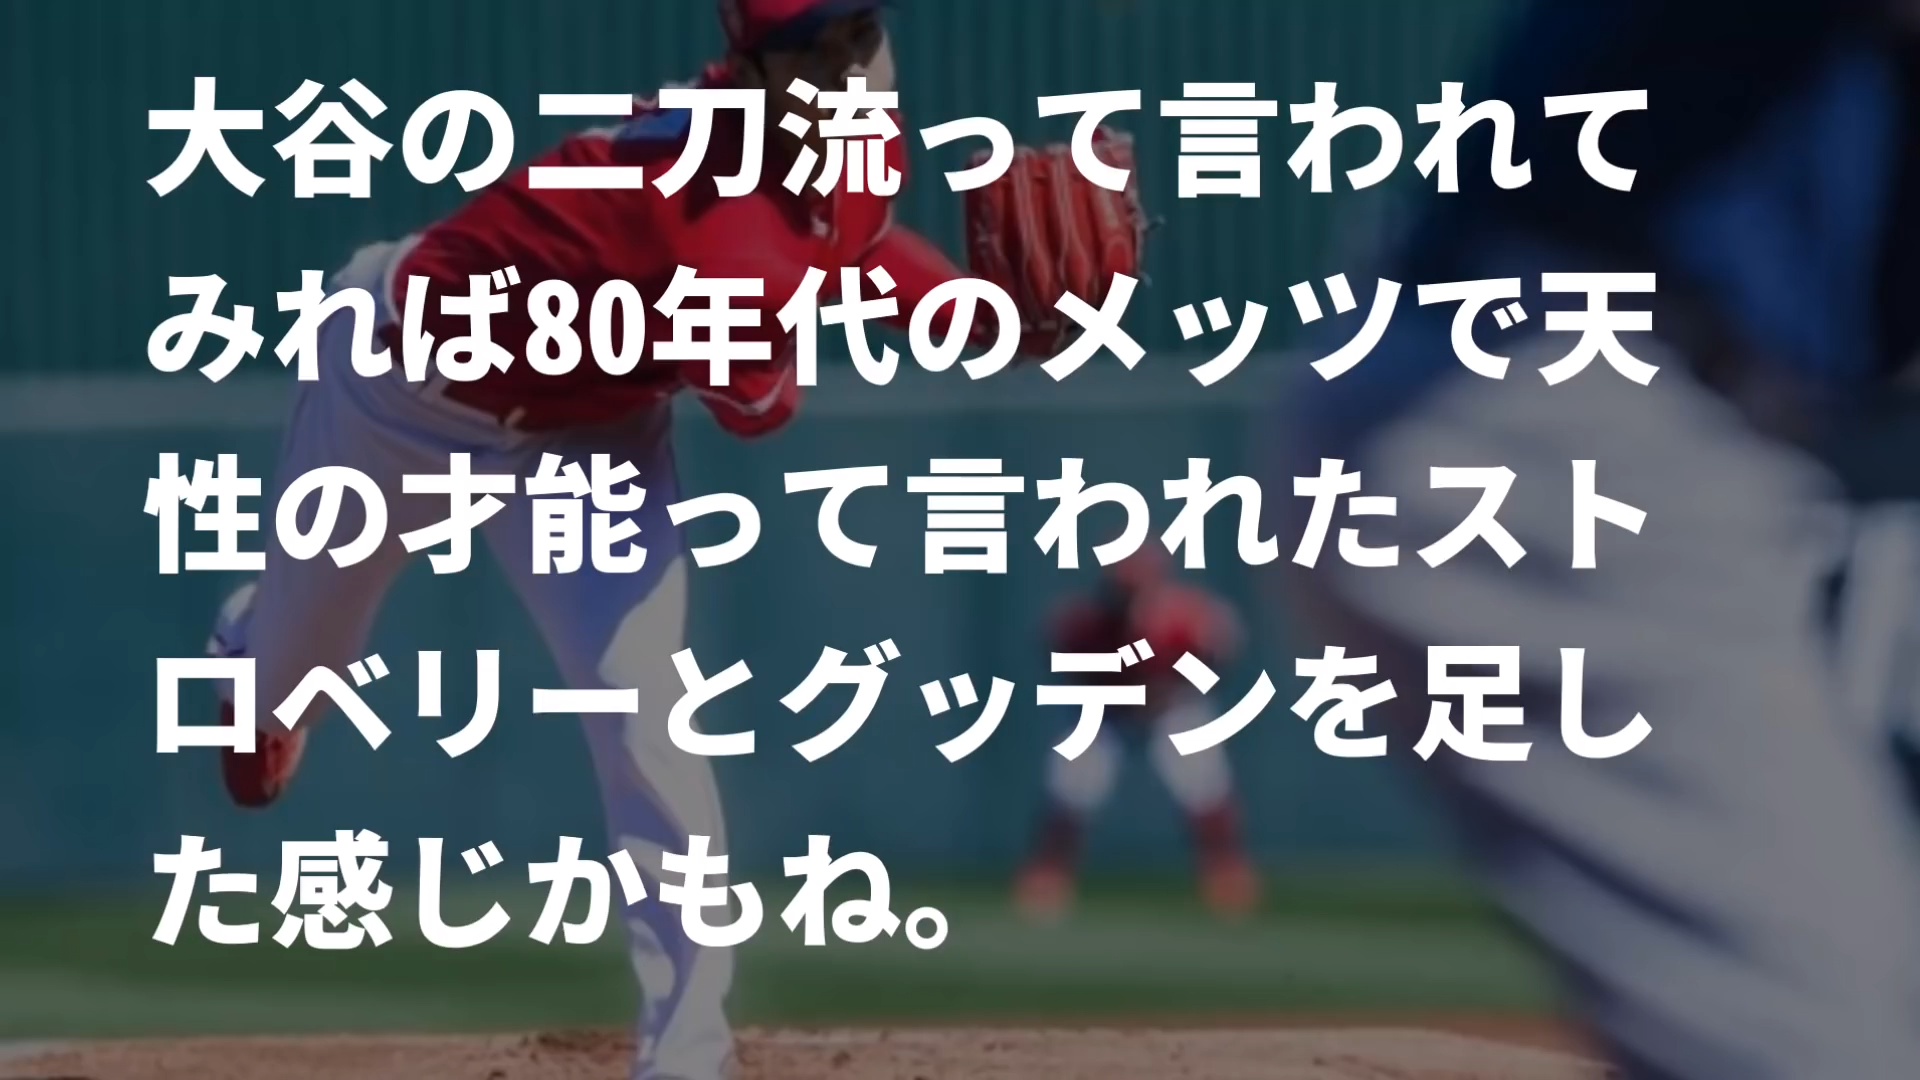 大谷の二刀流って言われて
みれば80年代のメッツで天
性の才能って言われたスト
ロベリーとグッデンを足し
た感じかもね。